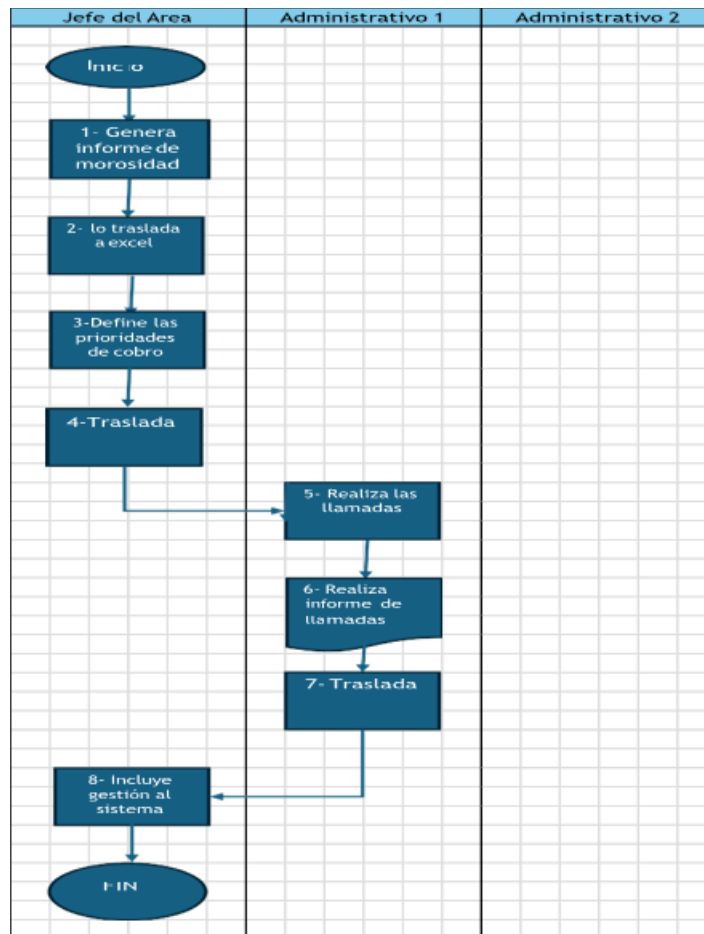 Jefe del Area
Administrativo 1
Administrativo 2
Inicio
1- Genera
informe de
morosidad
2- lo traslada
a excel
3-Define las
prioridades
de cobro
4-Traslada
5- Realiza las
llamadas
6- Realiza
informe de
llamadas
7- Traslada
8- Incluye
gestión al
sistema
FIN